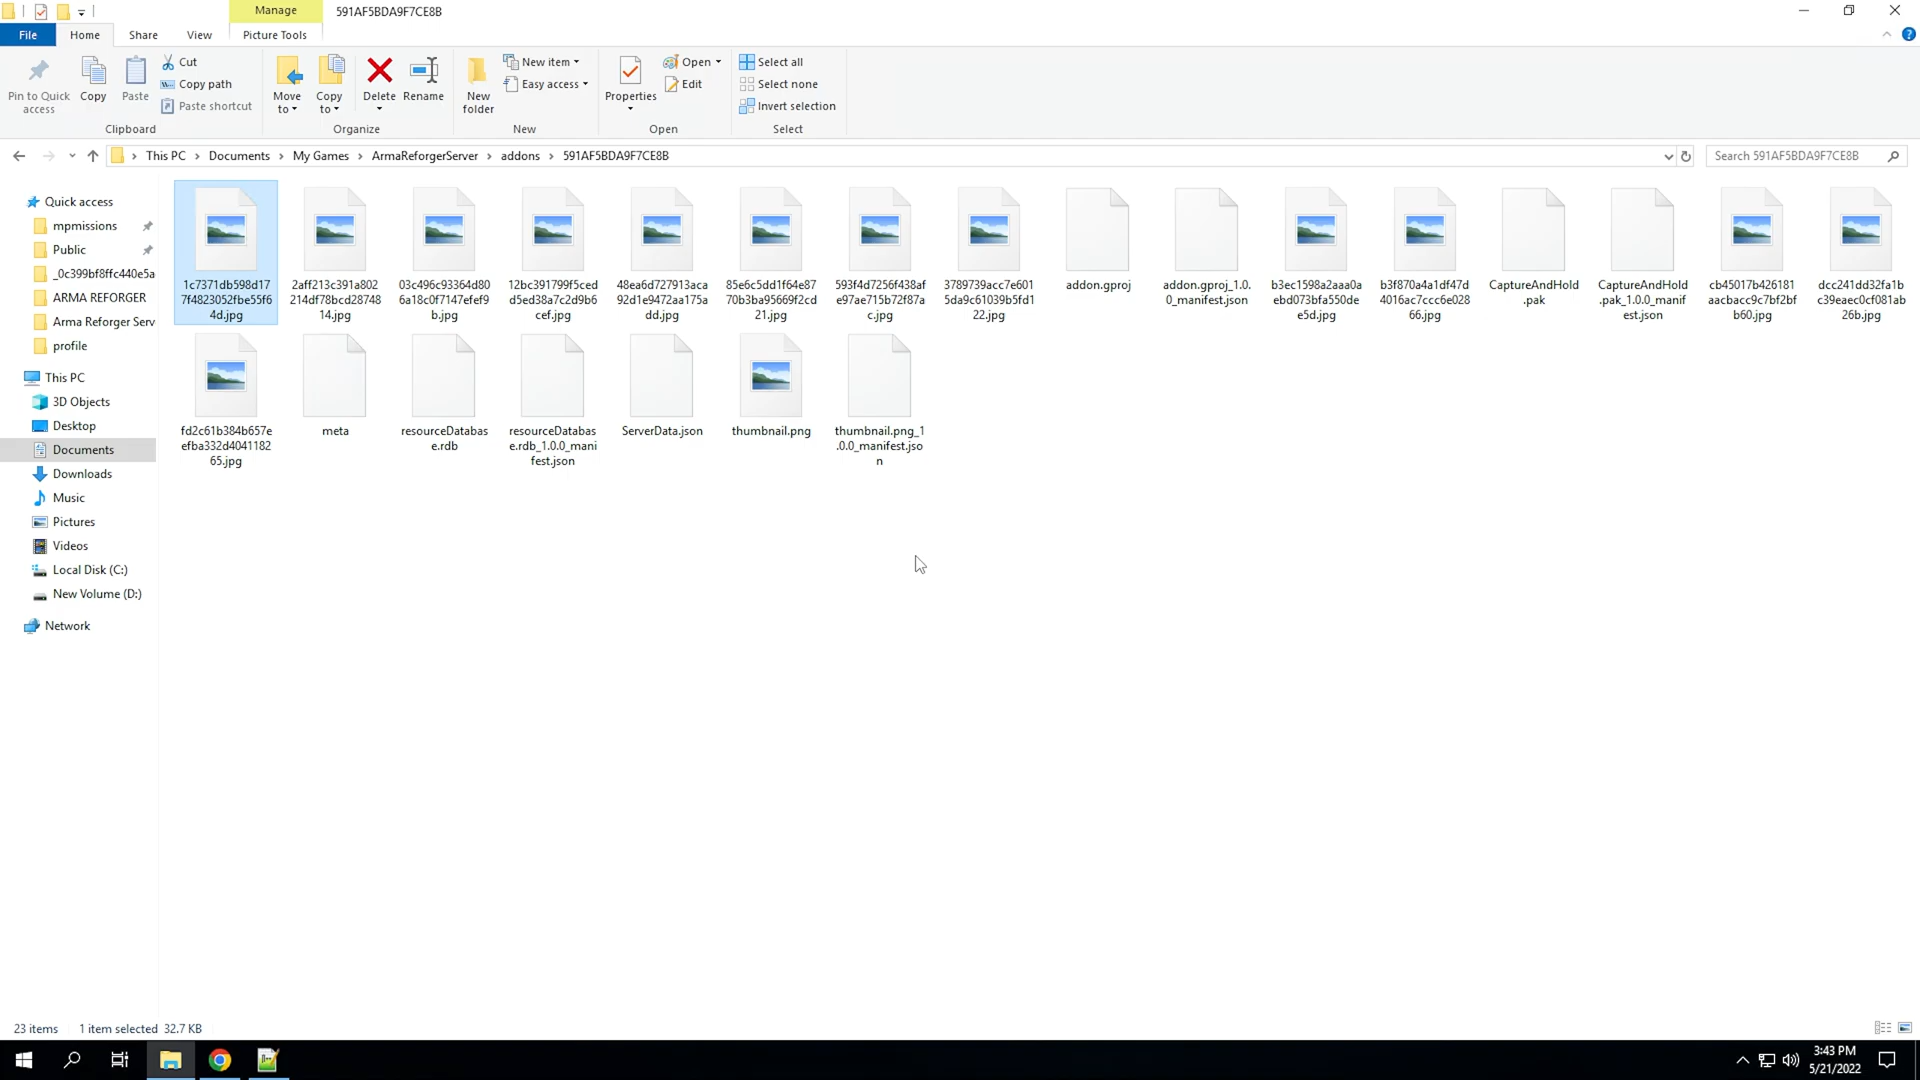 Manage
591AF5BDA9F7CE8B
File
Home
Share
View
Picture Tools
Pin to Quick
access
Copy
Paste
Cut
Copy path
Paste shortcut
Clipboard
Move
to
Copy
to
Delete
Rename
Organize
New
folder
New item
Easy access
New
Properties
Open
Edit
Open
Select all
Select none
Invert selection
Select
This PC
Documents
My Games
ArmaReforgerServer
addons
591AF5BDA9F7CE8B
Search 591AF5BDA9F7CE8B
Quick access
mpmissions
Public
_0c399bf8ffc440e5a
ARMA REFORGER
Arma Reforger Serv
profile
This PC
3D Objects
Desktop
Documents
Downloads
Music
Pictures
Videos
Local Disk (C:)
New Volume (D:)
Network
1c7371db598d17
7f4823052fbe55f6
4d.jpg
2aff213c391a802
214df78bcd28748
14.jpg
03c496c93364d80
6a18c0f7147efef9
b.jpg
12bc391799f5ced
d5ed38a7c2d9b6
cef.jpg
48ea6d727913aca
92d1e9472aa175a
dd.jpg
85e6c5dd1f64e87
70b3ba95669f2cd
21.jpg
593f4d7256f438af
e97ae715b72f87a
c.jpg
3789739acc7e601
5da9c61039b5fd1
22.jpg
addon.gproj
addon.gproj_1.0.
0_manifest.json
b3ec1598a2aaa0a
ebd073bfa550de
e5d.jpg
b3f870a4a1df47d
4016ac7ccc6e028
66.jpg
CaptureAndHold
.pak
CaptureAndHold
.pak_1.0.0_manif
est.json
cb45017b426181
aacbacc9c7bf2bf
b60.jpg
dcc241dd32fa1b
c39eaec0cf081ab
26b.jpg
fd2c61b384b657e
efba332d4041182
65.jpg
meta
resourceDatabas
e.rdb
resourceDatabas
e.rdb_1.0.0_mani
fest.json
ServerData.json
thumbnail.png
thumbnail.png_1
.0.0_manifest.jso
n
23 items
1 item selected 32.7 KB
3:43 PM
5/21/2022